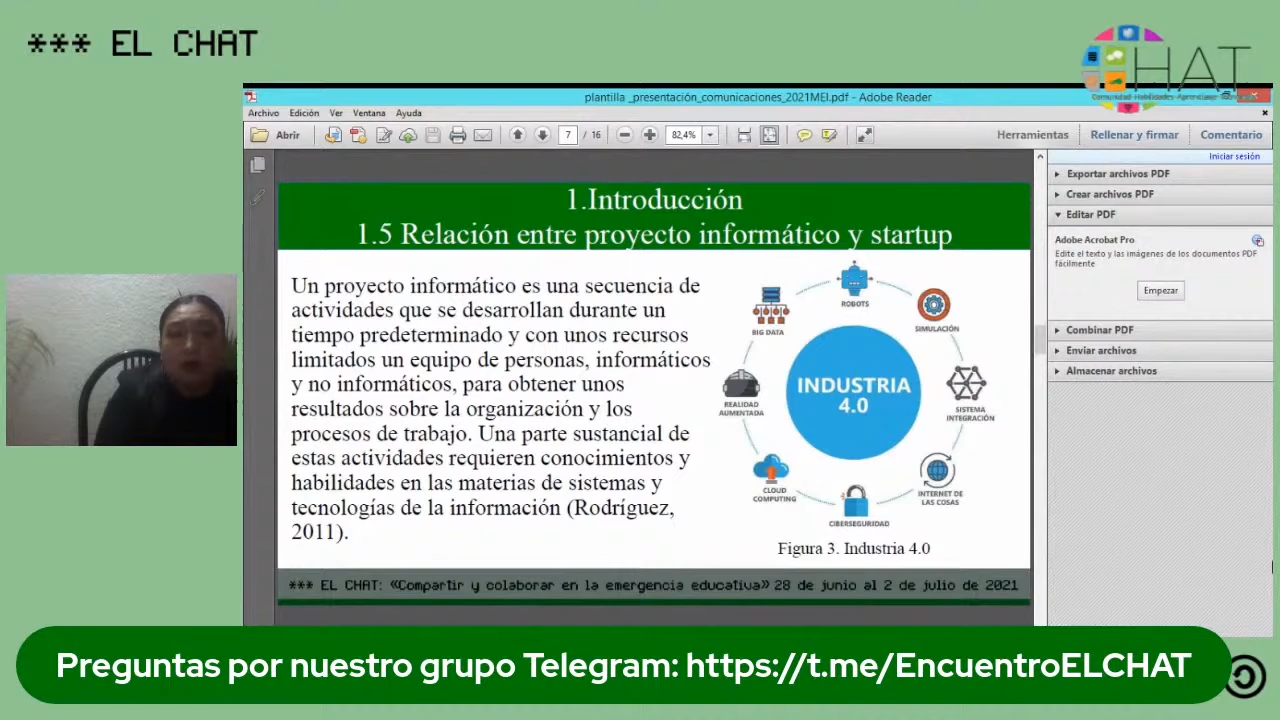 *** EL CHAT
HAT
Comunidad-Habilidades-Aprendizaje-Tecnología
plantilla _presentación_comunicaciones_2021MEI.pdf - Adobe Reader
Archivo Edición Ver Ventana Ayuda
Abrir 7 / 16 82,4% Herramientas Rellenar y firmar Comentario
Iniciar sesión
Exportar archivos PDF
Crear archivos PDF
Editar PDF
Adobe Acrobat Pro
Edite el texto y las imágenes de los documentos PDF
fácilmente
Empezar
Combinar PDF
Enviar archivos
Almacenar archivos
1.Introducción
1.5 Relación entre proyecto informático y startup
Un proyecto informático es una secuencia de
actividades que se desarrollan durante un
tiempo predeterminado y con unos recursos
limitados un equipo de personas, informáticos
y no informáticos, para obtener unos
resultados sobre la organización y los
procesos de trabajo. Una parte sustancial de
estas actividades requieren conocimientos y
habilidades en las materias de sistemas y
tecnologías de la información (Rodríguez,
2011).
ROBOTS
BIG DATA
SIMULACIÓN
INDUSTRIA
4.0
REALIDAD
AUMENTADA
SISTEMA
INTEGRACIÓN
CLOUD
COMPUTING
INTERNET DE
LAS COSAS
CIBERSEGURIDAD
Figura 3. Industria 4.0
*** EL CHAT: «Compartir y colaborar en la emergencia educativa» 28 de junio al 2 de julio de 2021
Preguntas por nuestro grupo Telegram: https://t.me/EncuentroELCHAT